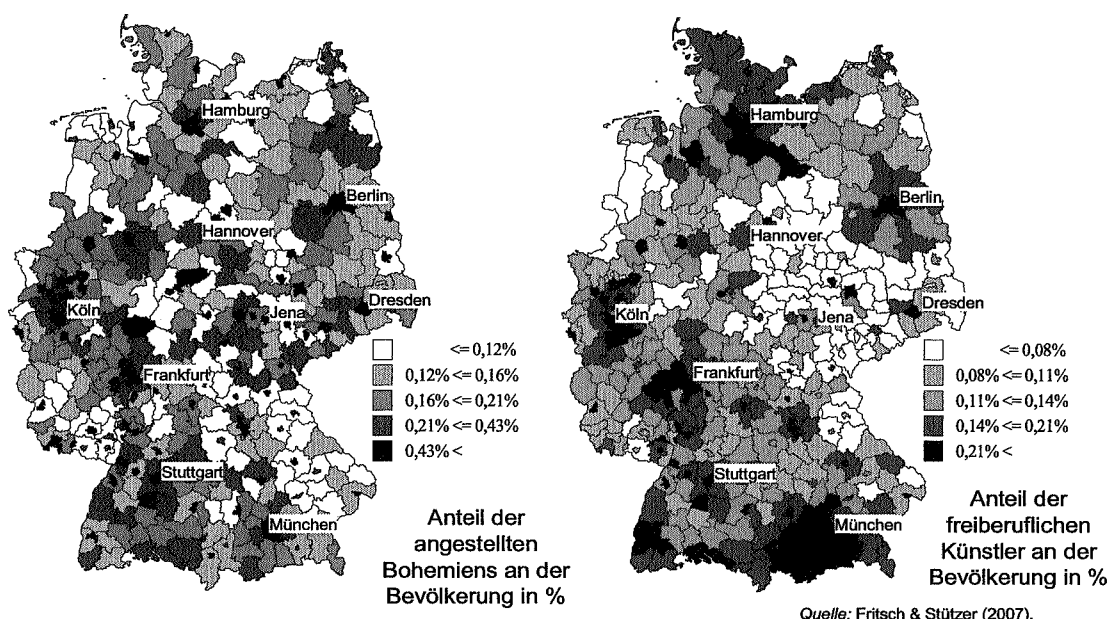 Hamburg
Berlin
Hannover
Köln
Jena
Dresden
Frankfurt
Stuttgart
München
<= 0,12%
0,12% <= 0,16%
0,16% <= 0,21%
0,21% <= 0,43%
0,43% <
Anteil der
angestellten
Bohemiens an der
Bevölkerung in %
Hamburg
Berlin
Hannover
Köln
Jena
Dresden
Frankfurt
Stuttgart
München
<= 0,08%
0,08% <= 0,11%
0,11% <= 0,14%
0,14% <= 0,21%
0,21% <
Anteil der
freiberuflichen
Künstler an der
Bevölkerung in %
Quelle: Fritsch & Stützer (2007).